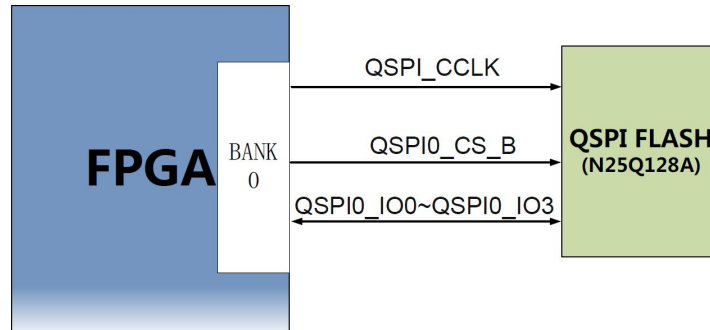 FPGA
BANK
0
QSPI_CCLK
QSPI0_CS_B
QSPI0_IO0~QSPI0_IO3
QSPI FLASH
(N25Q128A)